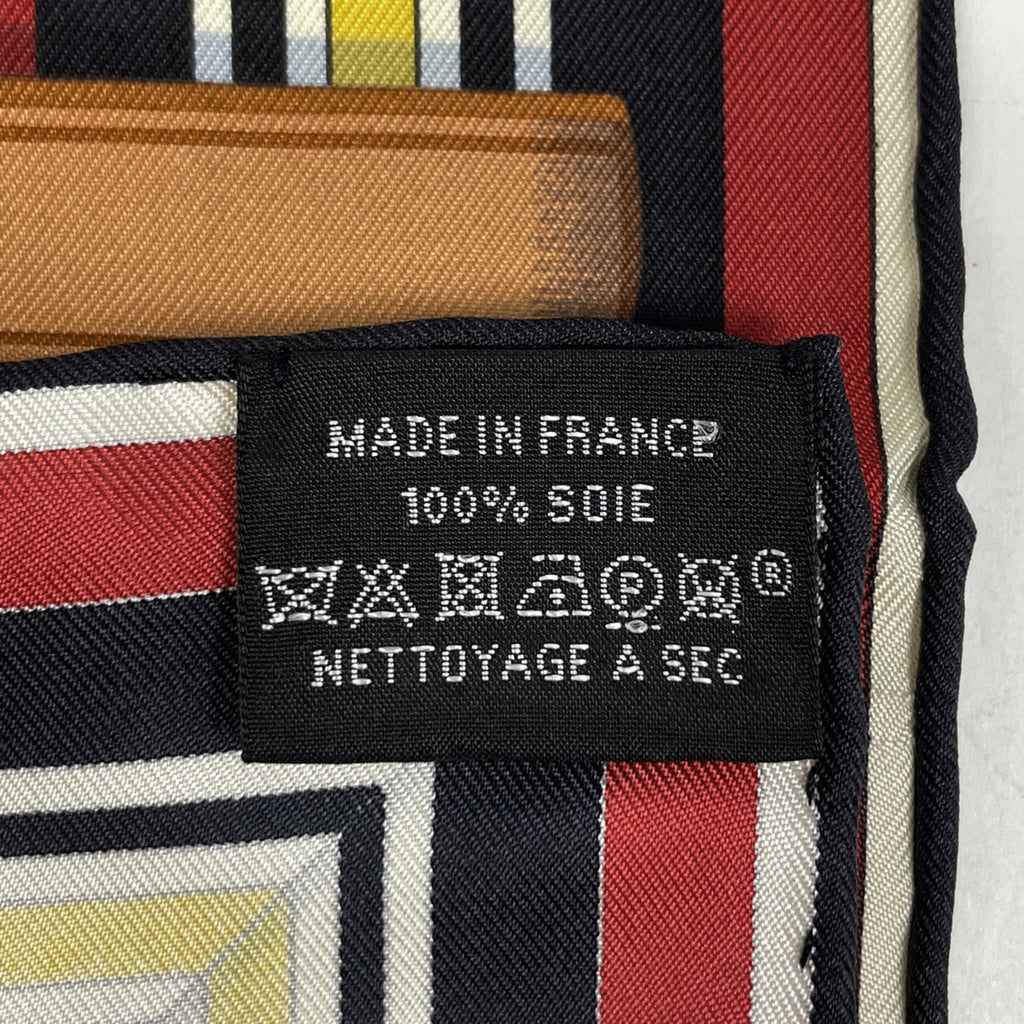 MADE IN FRANCE
100% SOIE
P ®
NETTOYAGE A SEC